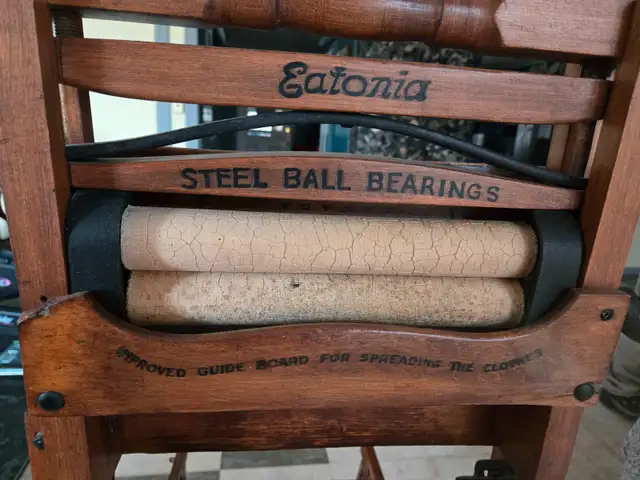 Eatonia
STEEL BALL BEARINGS
IMPROVED GUIDE BOARD FOR SPREADING THE CLOTHES